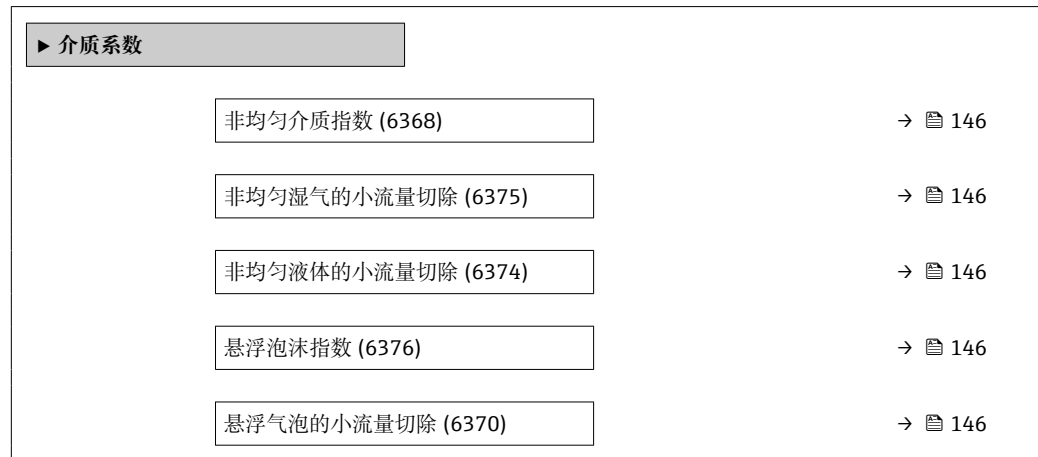 ▶ 介质系数
非均匀介质指数 (6368) → 🖹 146
非均匀湿气的小流量切除 (6375) → 🖹 146
非均匀液体的小流量切除 (6374) → 🖹 146
悬浮泡沫指数 (6376) → 🖹 146
悬浮气泡的小流量切除 (6370) → 🖹 146